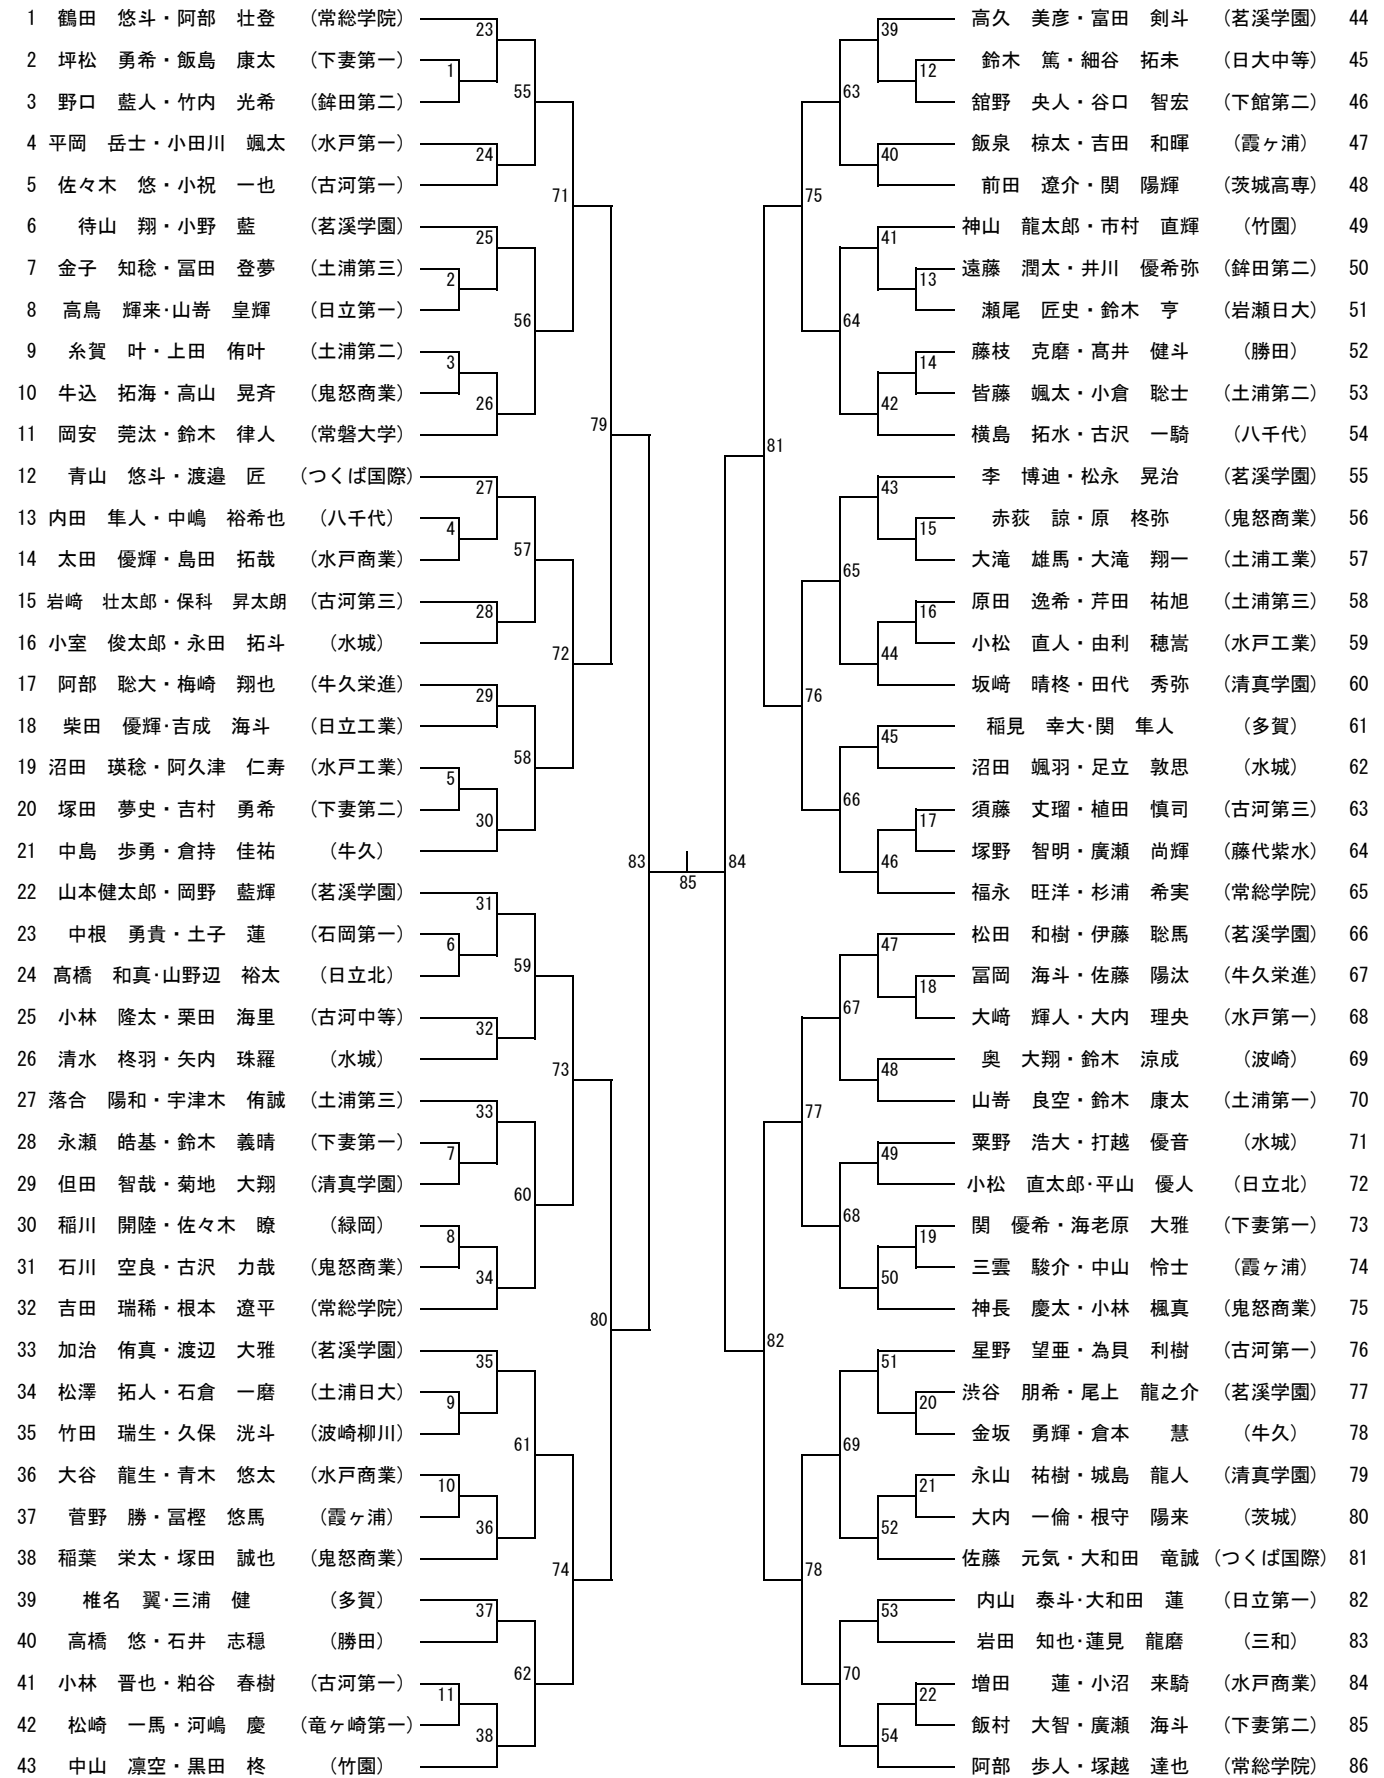 1 鶴田　悠斗・阿部　壮登 （常総学院）
2 坪松　勇希・飯島　康太 （下妻第一）
3 野口　藍人・竹内　光希 （鉾田第二）
4 平岡　岳士・小田川　颯太 （水戸第一）
5 佐々木　悠・小祝　一也 （古河第一）
6 待山　翔・小野　藍 （茗溪学園）
7 金子　知稔・冨田　登夢 （土浦第三）
8 高鳥　輝来・山嵜　皇輝 （日立第一）
9 糸賀　叶・上田　侑叶 （土浦第二）
10 牛込　拓海・高山　晃斉 （鬼怒商業）
11 岡安　莞汰・鈴木　律人 （常磐大学）
12 青山　悠斗・渡邉　匠 （つくば国際）
13 内田　隼人・中嶋　裕希也 （八千代）
14 太田　優輝・島田　拓哉 （水戸商業）
15 岩﨑　壮太郎・保科　昇太朗 （古河第三）
16 小室　俊太郎・永田　拓斗 （水城）
17 阿部　聡大・梅崎　翔也 （牛久栄進）
18 柴田　優輝・吉成　海斗 （日立工業）
19 沼田　瑛稔・阿久津　仁寿 （水戸工業）
20 塚田　夢史・吉村　勇希 （下妻第二）
21 中島　歩勇・倉持　佳祐 （牛久）
22 山本健太郎・岡野　藍輝 （茗溪学園）
23 中根　勇貴・土子　蓮 （石岡第一）
24 髙橋　和真・山野辺　裕太 （日立北）
25 小林　隆太・栗田　海里 （古河中等）
26 清水　柊羽・矢内　珠羅 （水城）
27 落合　陽和・宇津木　侑誠 （土浦第三）
28 永瀬　皓基・鈴木　義晴 （下妻第一）
29 但田　智哉・菊地　大翔 （清真学園）
30 稲川　開陸・佐々木　瞭 （緑岡）
31 石川　空良・古沢　力哉 （鬼怒商業）
32 吉田　瑞稀・根本　遼平 （常総学院）
33 加治　侑真・渡辺　大雅 （茗溪学園）
34 松澤　拓人・石倉　一磨 （土浦日大）
35 竹田　瑞生・久保　洸斗 （波崎柳川）
36 大谷　龍生・青木　悠太 （水戸商業）
37 菅野　勝・冨樫　悠馬 （霞ヶ浦）
38 稲葉　栄太・塚田　誠也 （鬼怒商業）
39 椎名　翼・三浦　健 （多賀）
40 高橋　悠・石井　志穏 （勝田）
41 小林　晋也・粕谷　春樹 （古河第一）
42 松崎　一馬・河嶋　慶 （竜ヶ崎第一）
43 中山　凛空・黒田　柊 （竹園）
23
1
55
24
71
25
2
56
3
26
79
27
4
57
28
72
29
58
5
30
83
31
6
59
32
73
33
7
60
8
34
80
35
9
61
10
36
74
37
62
11
38
85
84
39
12
63
40
75
41
13
64
14
42
81
43
15
65
16
44
76
45
66
17
46
47
18
67
48
77
49
68
19
50
82
51
20
69
21
52
78
53
70
22
54
高久　美彦・富田　剣斗 （茗溪学園） 44
鈴木　篤・細谷　拓未 （日大中等） 45
舘野　央人・谷口　智宏 （下館第二） 46
飯泉　椋太・吉田　和暉 （霞ヶ浦） 47
前田　遼介・関　陽輝 （茨城高専） 48
神山　龍太郎・市村　直輝 （竹園） 49
遠藤　潤太・井川　優希弥 （鉾田第二） 50
瀬尾　匠史・鈴木　亨 （岩瀬日大） 51
藤枝　克磨・髙井　健斗 （勝田） 52
皆藤　颯太・小倉　聡士 （土浦第二） 53
横島　拓水・古沢　一騎 （八千代） 54
李　博迪・松永　晃治 （茗溪学園） 55
赤荻　諒・原　柊弥 （鬼怒商業） 56
大滝　雄馬・大滝　翔一 （土浦工業） 57
原田　逸希・芹田　祐旭 （土浦第三） 58
小松　直人・由利　穂嵩 （水戸工業） 59
坂﨑　晴柊・田代　秀弥 （清真学園） 60
稲見　幸大・関　隼人 （多賀） 61
沼田　颯羽・足立　敦思 （水城） 62
須藤　丈瑠・植田　慎司 （古河第三） 63
塚野　智明・廣瀬　尚輝 （藤代紫水） 64
福永　旺洋・杉浦　希実 （常総学院） 65
松田　和樹・伊藤　聡馬 （茗溪学園） 66
冨岡　海斗・佐藤　陽汰 （牛久栄進） 67
大﨑　輝人・大内　理央 （水戸第一） 68
奥　大翔・鈴木　涼成 （波崎） 69
山嵜　良空・鈴木　康太 （土浦第一） 70
粟野　浩大・打越　優音 （水城） 71
小松　直太郎・平山　優人 （日立北） 72
関　優希・海老原　大雅 （下妻第一） 73
三雲　駿介・中山　怜士 （霞ヶ浦） 74
神長　慶太・小林　楓真 （鬼怒商業） 75
星野　望亜・為貝　利樹 （古河第一） 76
渋谷　朋希・尾上　龍之介 （茗溪学園） 77
金坂　勇輝・倉本　　慧 （牛久） 78
永山　祐樹・城島　龍人 （清真学園） 79
大内　一倫・根守　陽来 （茨城） 80
佐藤　元気・大和田　竜誠 （つくば国際） 81
内山　泰斗・大和田　蓮 （日立第一） 82
岩田　知也・蓮見　龍磨 （三和） 83
増田　　蓮・小沼　来騎 （水戸商業） 84
飯村　大智・廣瀬　海斗 （下妻第二） 85
阿部　歩人・塚越　達也 （常総学院） 86